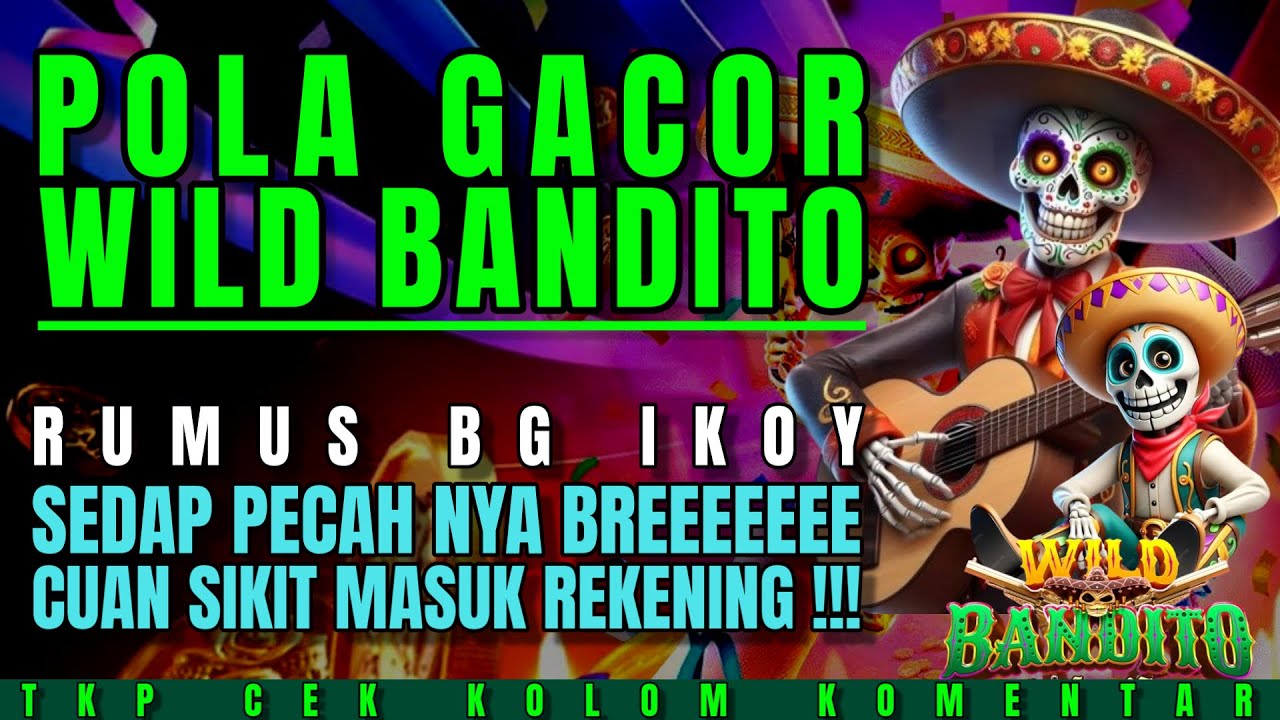 POLA GACOR
WILD BANDITO
RUMUS BG IKOY
SEDAP PECAH NYA BREEEEEEE
CUAN SIKIT MASUK REKENING !!!
WILD
BANDITO
TKP CEK KOLOM KOMENTAR